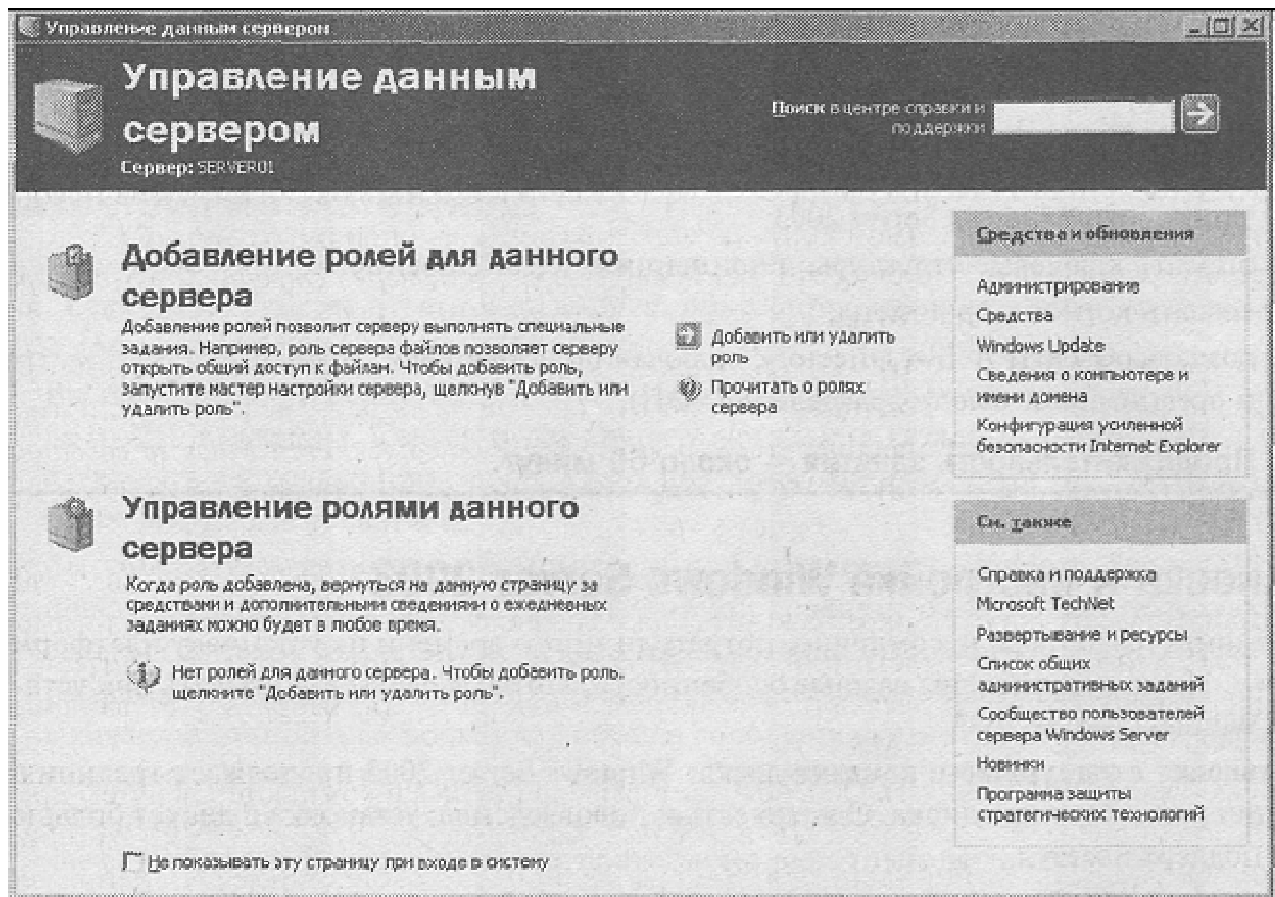 Управление данным сервером
Управление данным
сервером
Сервер: SERVER01
Поиск в центре справки и
поддержки
Добавление ролей для данного
сервера
Добавление ролей позволит серверу выполнять специальные
задания. Например, роль сервера файлов позволяет серверу
открыть общий доступ к файлам. Чтобы добавить роль,
запустите мастер настройки сервера, щелкнув "Добавить или
удалить роль".
Добавить или удалить
роль
Прочитать о ролях
сервера
Управление ролями данного
сервера
Когда роль добавлена, вернуться на данную страницу за
средствами и дополнительными сведениями о ежедневных
заданиях можно будет в любое время.
Нет ролей для данного сервера. Чтобы добавить роль,
щелкните "Добавить или удалить роль".
Не показывать эту страницу при входе в систему
Средства и обновления
Администрирование
Средства
Windows Update
Сведения о компьютере и
имени домена
Конфигурация усиленной
безопасности Internet Explorer
См. также
Справка и поддержка
Microsoft TechNet
Развертывание и ресурсы
Список общих
административных заданий
Сообщество пользователей
сервера Windows Server
Новинки
Программа защиты
стратегических технологий